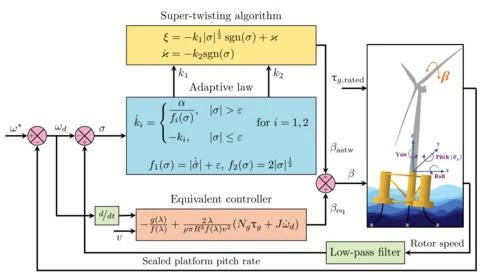 Super-twisting algorithm
ξ = −k₁|σ|^½ sgn(σ) + ϰ
ϰ̇ = −k₂sgn(σ)
k₁
k₂
Adaptive law
k̇ᵢ = { α/fᵢ(σ), |σ| > ε
−kᵢ, |σ| ≤ ε
for i = 1, 2
f₁(σ) = |σ̂̇| + ε, f₂(σ) = 2|σ|^½
τg,rated
β
Yaw
Pitch (θy)
Roll
z
y
x
ω*
ωd
σ
βastw
β
βeq
Equivalent controller
d/dt
v
−g(λ)/f(λ) + 2λ/(ρπR³f(λ)v²) (Ngτg + Jω̇d)
Low-pass filter
Rotor speed
Scaled platform pitch rate